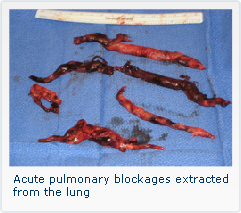 Acute pulmonary blockages extracted
from the lung